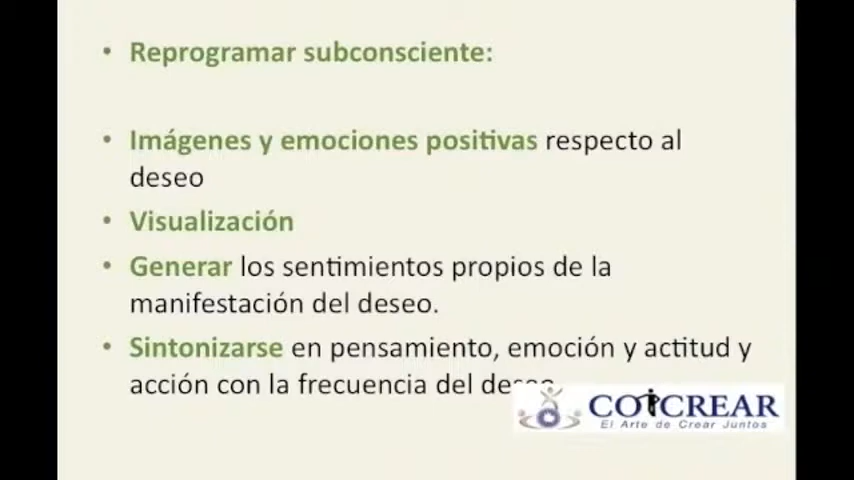 • Reprogramar subconsciente:
• Imágenes y emociones positivas respecto al
deseo
• Visualización
• Generar los sentimientos propios de la
manifestación del deseo.
• Sintonizarse en pensamiento, emoción y actitud y
acción con la frecuencia del
COCREAR
El Arte de Crear Juntos